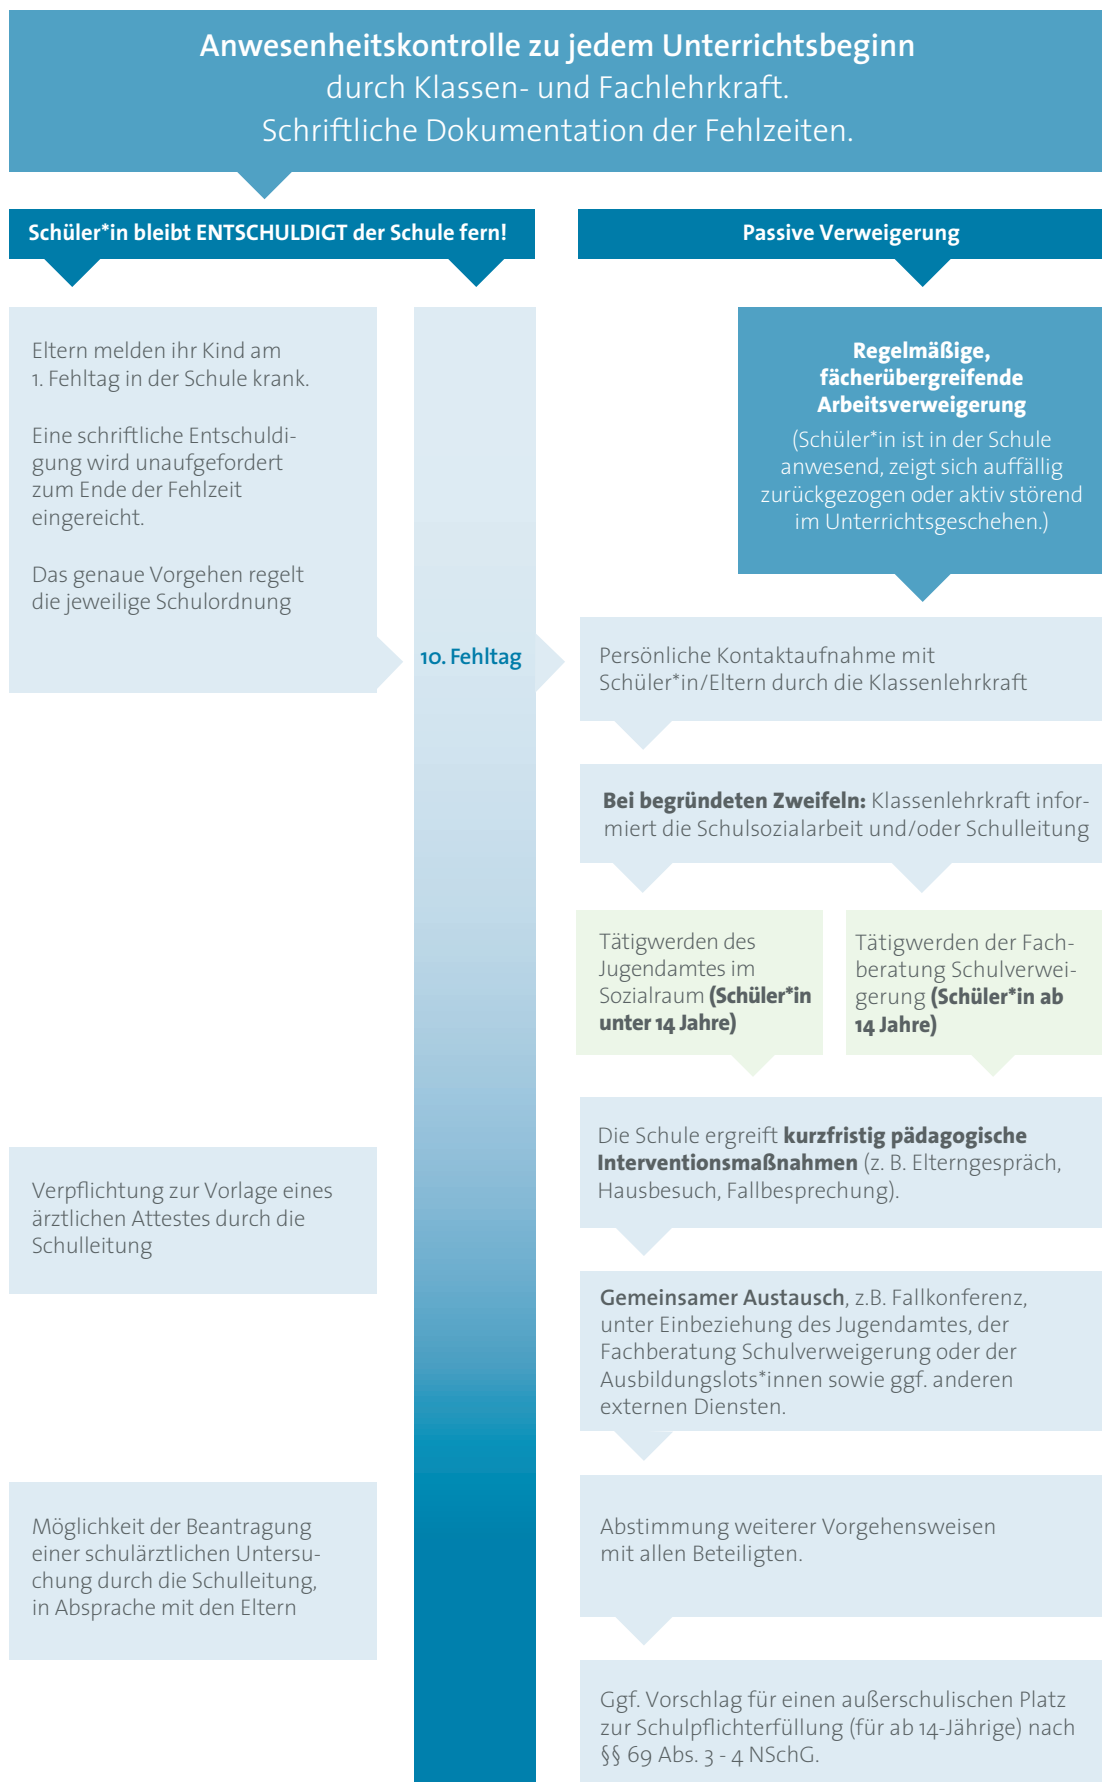 Anwesenheitskontrolle zu jedem Unterrichtsbeginn
durch Klassen- und Fachlehrkraft.
Schriftliche Dokumentation der Fehlzeiten.
Schüler*in bleibt ENTSCHULDIGT der Schule fern!
Eltern melden ihr Kind am
1. Fehltag in der Schule krank.
Eine schriftliche Entschuldi-
gung wird unaufgefordert
zum Ende der Fehlzeit
eingereicht.
Das genaue Vorgehen regelt
die jeweilige Schulordnung
10. Fehltag
Verpflichtung zur Vorlage eines
ärztlichen Attestes durch die
Schulleitung
Möglichkeit der Beantragung
einer schulärztlichen Untersu-
chung durch die Schulleitung,
in Absprache mit den Eltern
Passive Verweigerung
Regelmäßige,
fächerübergreifende
Arbeitsverweigerung
(Schüler*in ist in der Schule
anwesend, zeigt sich auffällig
zurückgezogen oder aktiv störend
im Unterrichtsgeschehen.)
Persönliche Kontaktaufnahme mit
Schüler*in/Eltern durch die Klassenlehrkraft
Bei begründeten Zweifeln: Klassenlehrkraft infor-
miert die Schulsozialarbeit und/oder Schulleitung
Tätigwerden des
Jugendamtes im
Sozialraum (Schüler*in
unter 14 Jahre)
Tätigwerden der Fach-
beratung Schulverwei-
gerung (Schüler*in ab
14 Jahre)
Die Schule ergreift kurzfristig pädagogische
Interventionsmaßnahmen (z. B. Elterngespräch,
Hausbesuch, Fallbesprechung).
Gemeinsamer Austausch, z.B. Fallkonferenz,
unter Einbeziehung des Jugendamtes, der
Fachberatung Schulverweigerung oder der
Ausbildungslots*innen sowie ggf. anderen
externen Diensten.
Abstimmung weiterer Vorgehensweisen
mit allen Beteiligten.
Ggf. Vorschlag für einen außerschulischen Platz
zur Schulpflichterfüllung (für ab 14-Jährige) nach
§§ 69 Abs. 3 - 4 NSchG.